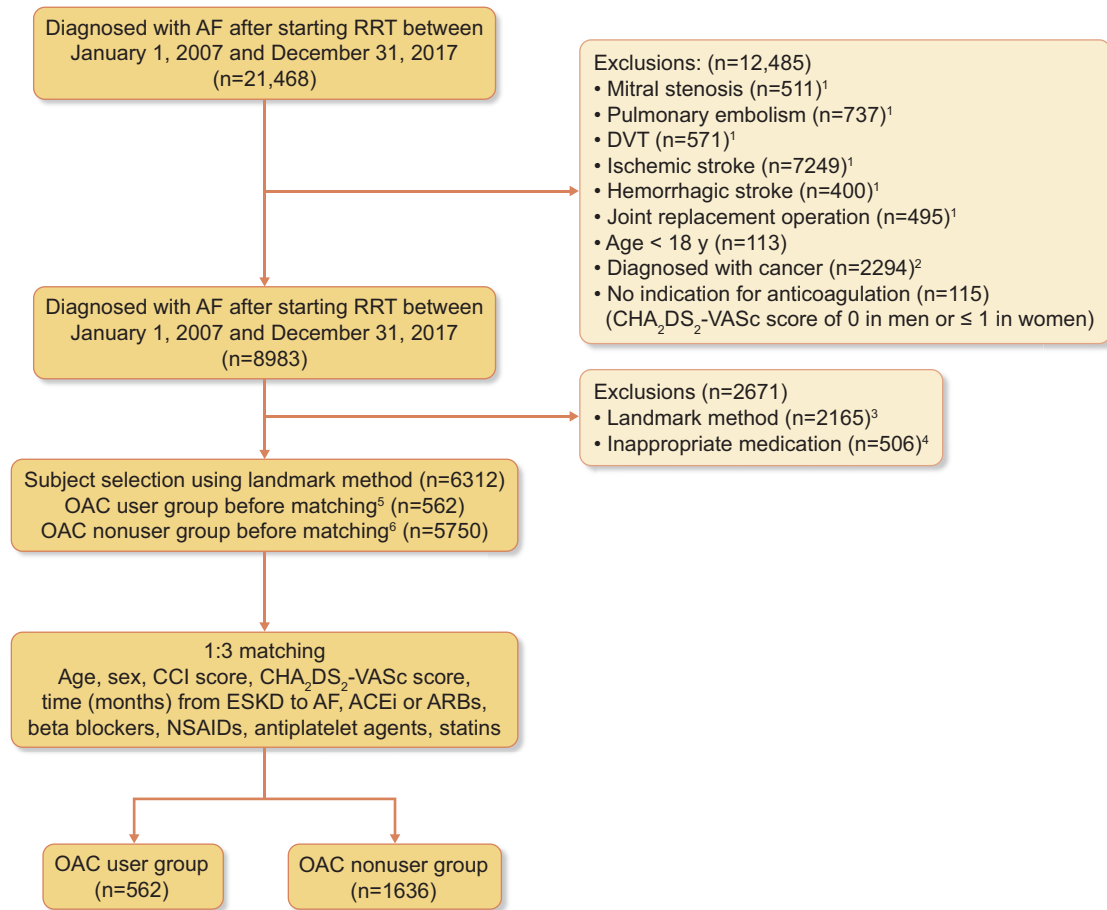 Diagnosed with AF after starting RRT between
January 1, 2007 and December 31, 2017
(n=21,468)
Exclusions: (n=12,485)
• Mitral stenosis (n=511)¹
• Pulmonary embolism (n=737)¹
• DVT (n=571)¹
• Ischemic stroke (n=7249)¹
• Hemorrhagic stroke (n=400)¹
• Joint replacement operation (n=495)¹
• Age < 18 y (n=113)
• Diagnosed with cancer (n=2294)²
• No indication for anticoagulation (n=115)
(CHA₂DS₂-VASc score of 0 in men or ≤ 1 in women)
Diagnosed with AF after starting RRT between
January 1, 2007 and December 31, 2017
(n=8983)
Exclusions (n=2671)
• Landmark method (n=2165)³
• Inappropriate medication (n=506)⁴
Subject selection using landmark method (n=6312)
OAC user group before matching⁵ (n=562)
OAC nonuser group before matching⁶ (n=5750)
1:3 matching
Age, sex, CCI score, CHA₂DS₂-VASc score,
time (months) from ESKD to AF, ACEi or ARBs,
beta blockers, NSAIDs, antiplatelet agents, statins
OAC user group
(n=562)
OAC nonuser group
(n=1636)